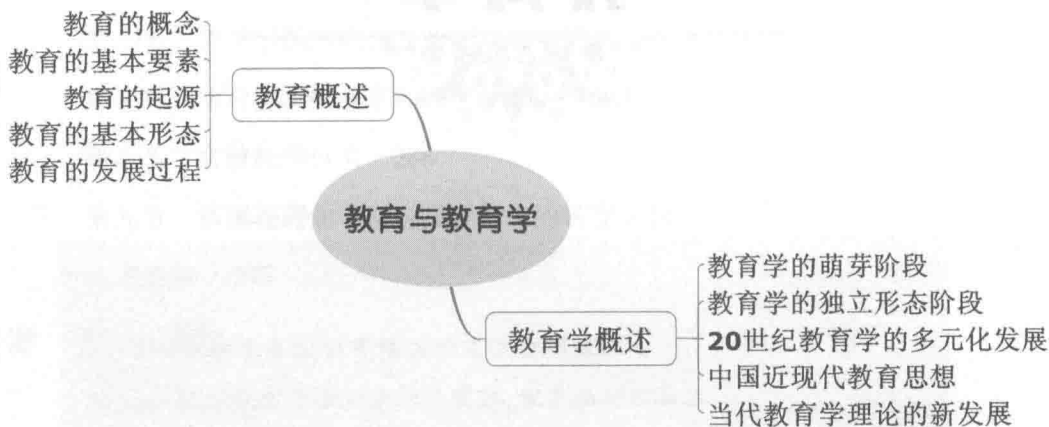 教育的概念
教育的基本要素
教育的起源
教育的基本形态
教育的发展过程
教育概述
教育与教育学
教育学概述
教育学的萌芽阶段
教育学的独立形态阶段
20世纪教育学的多元化发展
中国近现代教育思想
当代教育学理论的新发展